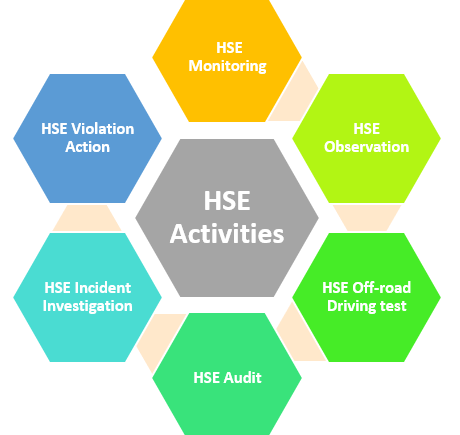 HSE
Monitoring
HSE
Observation
HSE Off-road
Driving test
HSE Audit
HSE Incident
Investigation
HSE Violation
Action
HSE
Activities